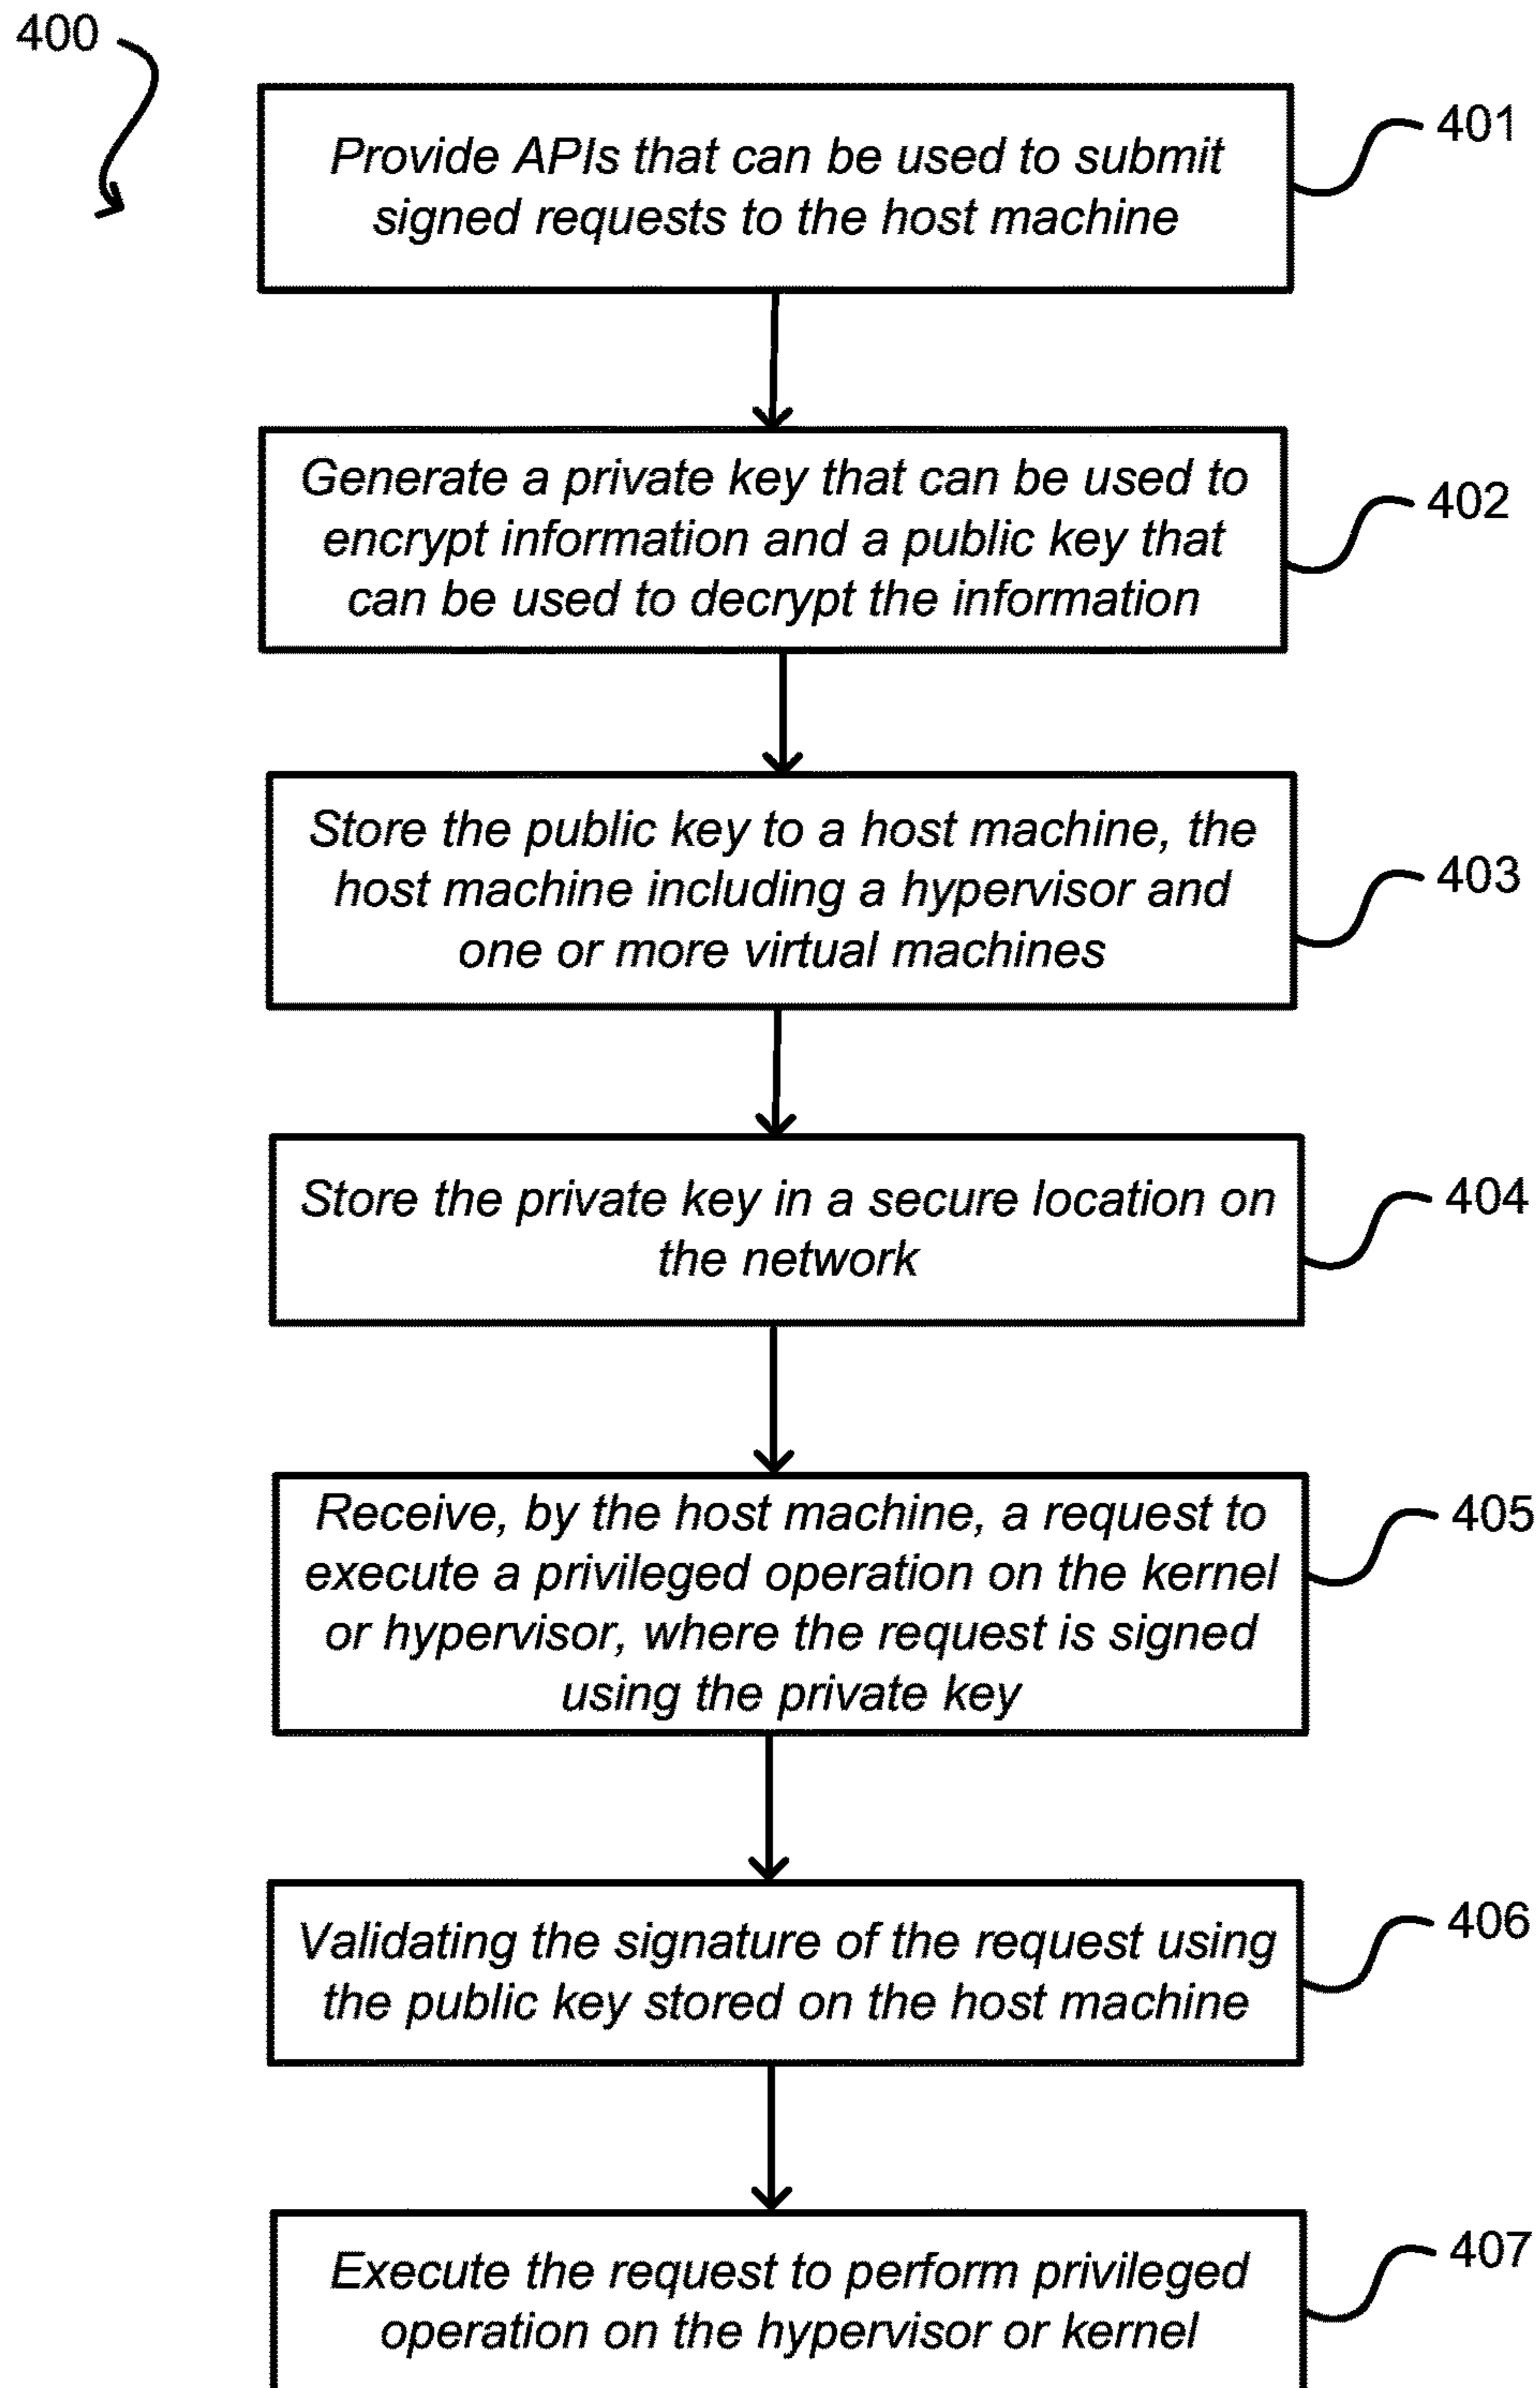 400
Provide APIs that can be used to submit
signed requests to the host machine
401
Generate a private key that can be used to
encrypt information and a public key that
can be used to decrypt the information
402
Store the public key to a host machine, the
host machine including a hypervisor and
one or more virtual machines
403
Store the private key in a secure location on
the network
404
Receive, by the host machine, a request to
execute a privileged operation on the kernel
or hypervisor, where the request is signed
using the private key
405
Validating the signature of the request using
the public key stored on the host machine
406
Execute the request to perform privileged
operation on the hypervisor or kernel
407